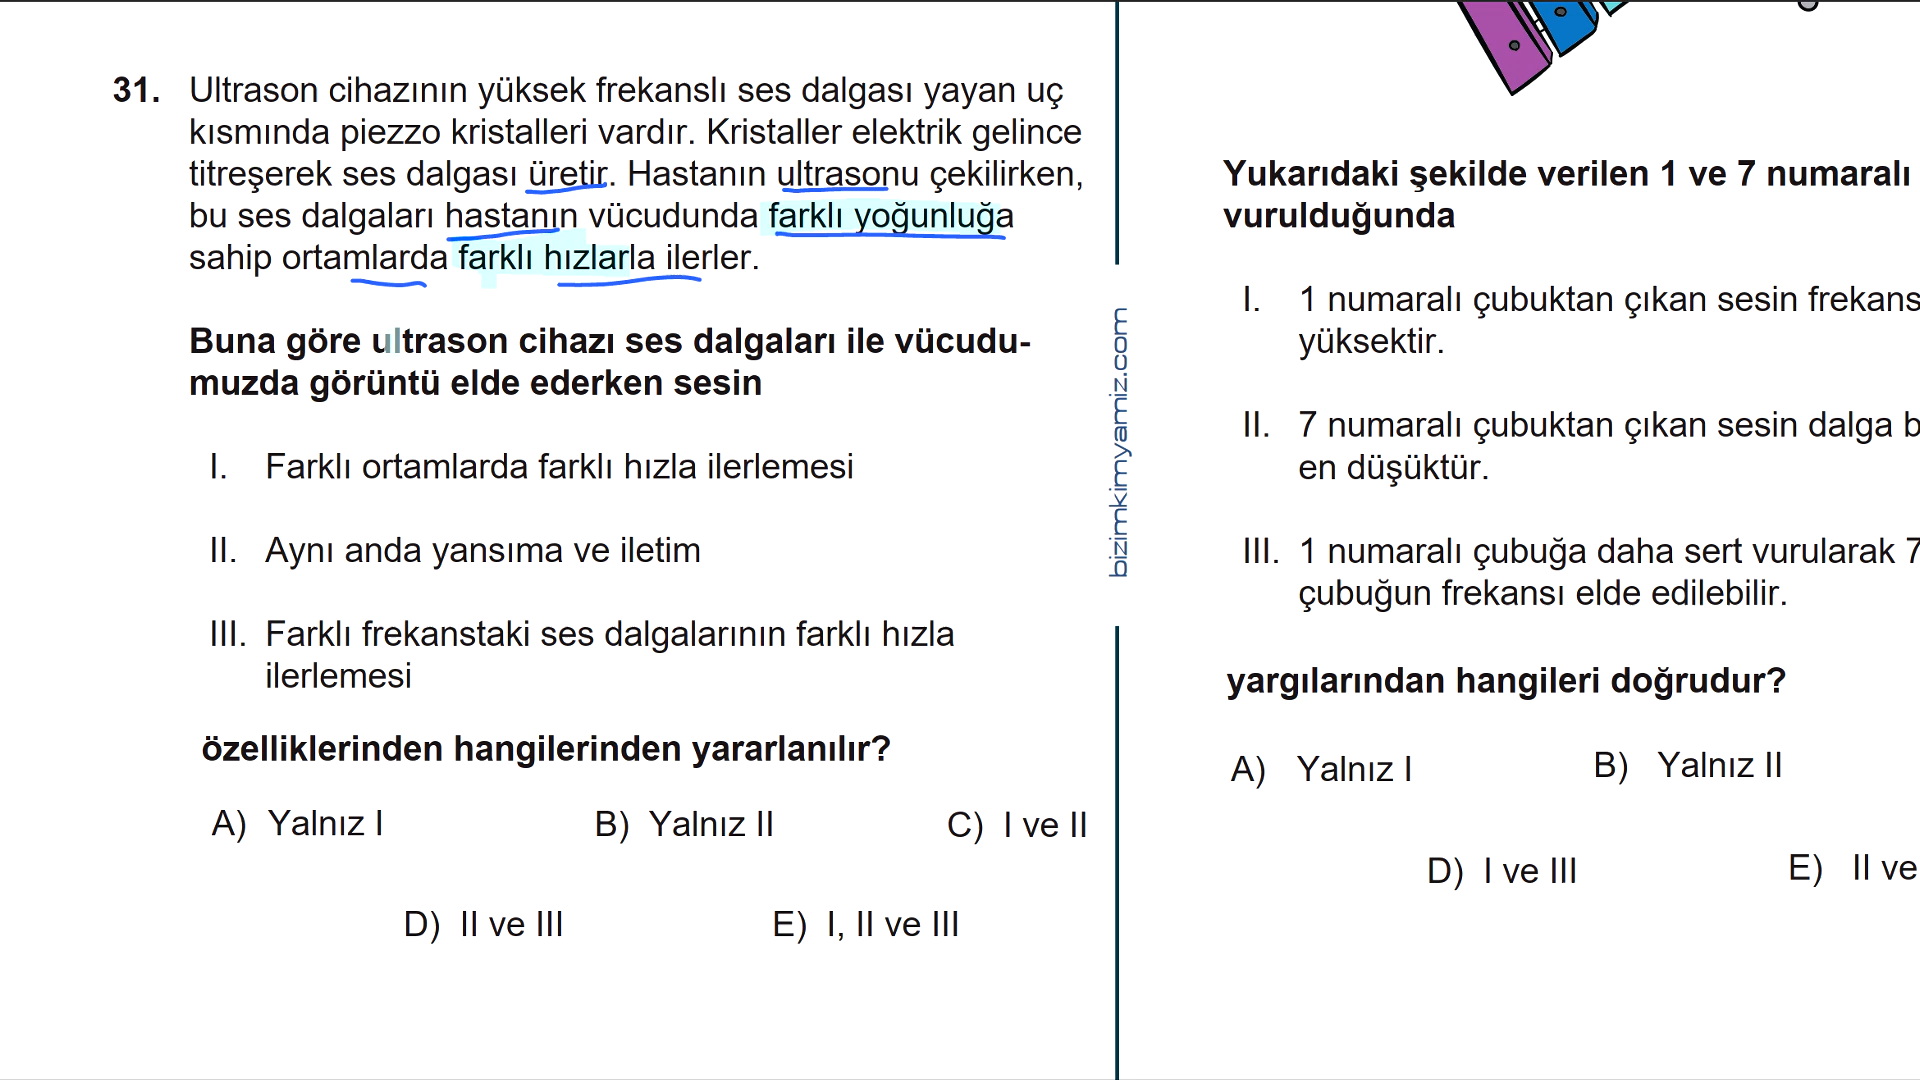 31. Ultrason cihazının yüksek frekanslı ses dalgası yayan uç
kısmında piezzo kristalleri vardır. Kristaller elektrik gelince
titreşerek ses dalgası üretir. Hastanın ultrasonu çekilirken,
bu ses dalgaları hastanın vücudunda farklı yoğunluğa
sahip ortamlarda farklı hızlarla ilerler.
Buna göre ultrason cihazı ses dalgaları ile vücudu-
muzda görüntü elde ederken sesin
I. Farklı ortamlarda farklı hızla ilerlemesi
II. Aynı anda yansıma ve iletim
III. Farklı frekanstaki ses dalgalarının farklı hızla
ilerlemesi
özelliklerinden hangilerinden yararlanılır?
A) Yalnız I B) Yalnız II C) I ve II
D) II ve III E) I, II ve III
bizimkimyamiz.com
Yukarıdaki şekilde verilen 1 ve 7 numaralı
vurulduğunda
I. 1 numaralı çubuktan çıkan sesin frekans
yüksektir.
II. 7 numaralı çubuktan çıkan sesin dalga b
en düşüktür.
III. 1 numaralı çubuğa daha sert vurularak 7
çubuğun frekansı elde edilebilir.
yargılarından hangileri doğrudur?
A) Yalnız I B) Yalnız II
D) I ve III E) II ve